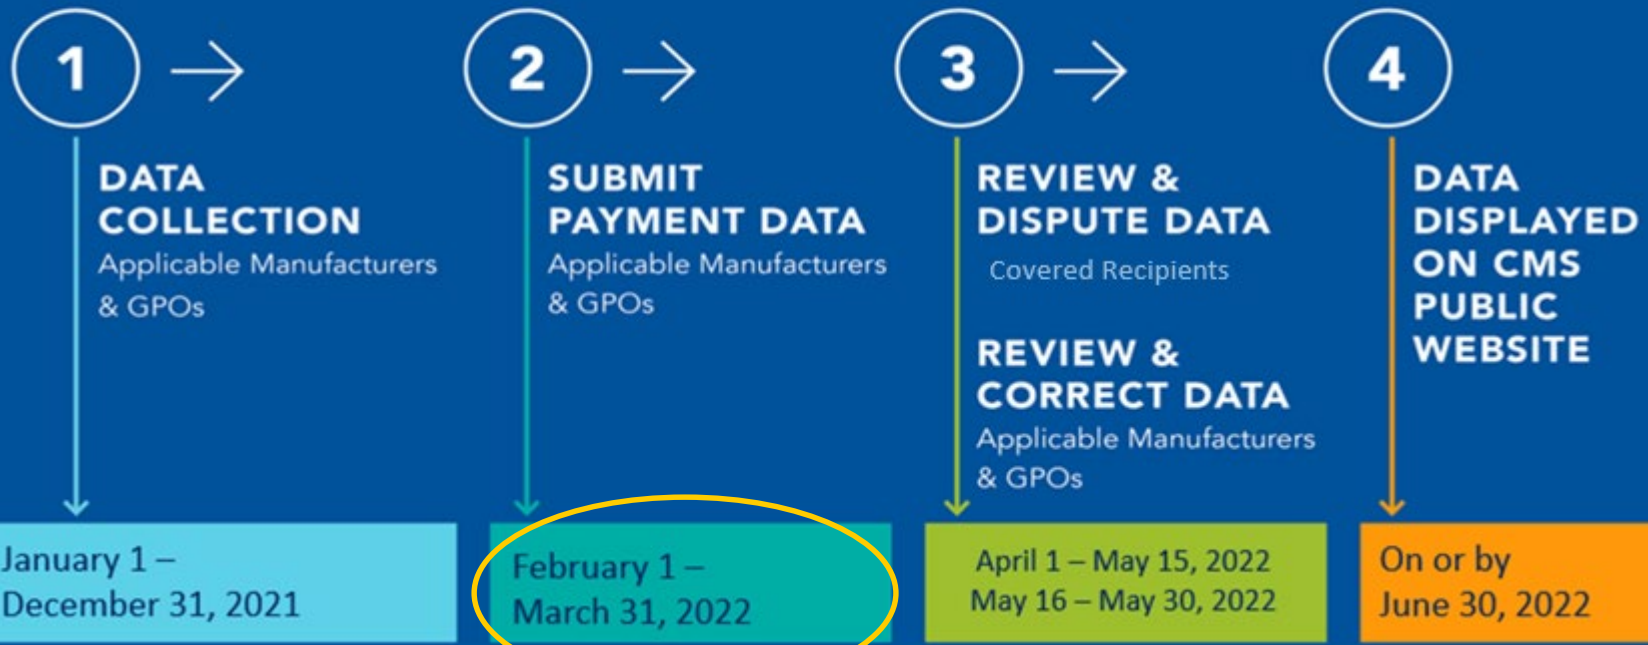 1
DATA
COLLECTION
Applicable Manufacturers
& GPOs
January 1 –
December 31, 2021
2
SUBMIT
PAYMENT DATA
Applicable Manufacturers
& GPOs
February 1 –
March 31, 2022
3
REVIEW &
DISPUTE DATA
Covered Recipients
REVIEW &
CORRECT DATA
Applicable Manufacturers
& GPOs
April 1 – May 15, 2022
May 16 – May 30, 2022
4
DATA
DISPLAYED
ON CMS
PUBLIC
WEBSITE
On or by
June 30, 2022